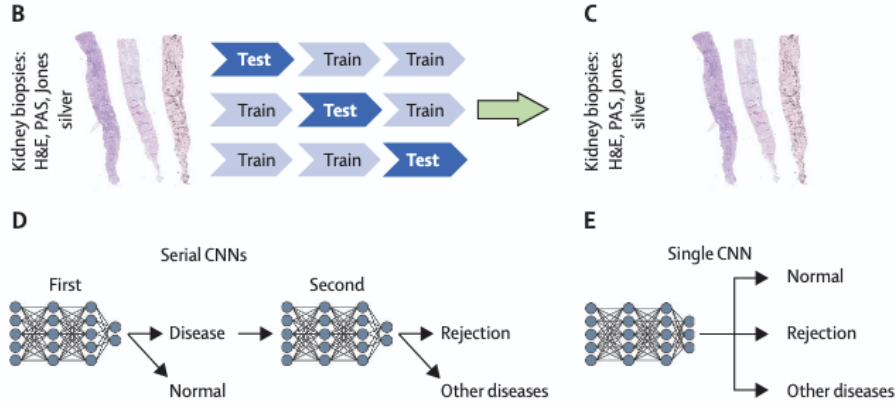 B
Kidney biopsies:
H&E, PAS, Jones
silver
Test Train Train
Train Test Train
Train Train Test
C
Kidney biopsies:
H&E, PAS, Jones
silver
D
Serial CNNs
First
Second
Disease
Normal
Rejection
Other diseases
E
Single CNN
Normal
Rejection
Other diseases